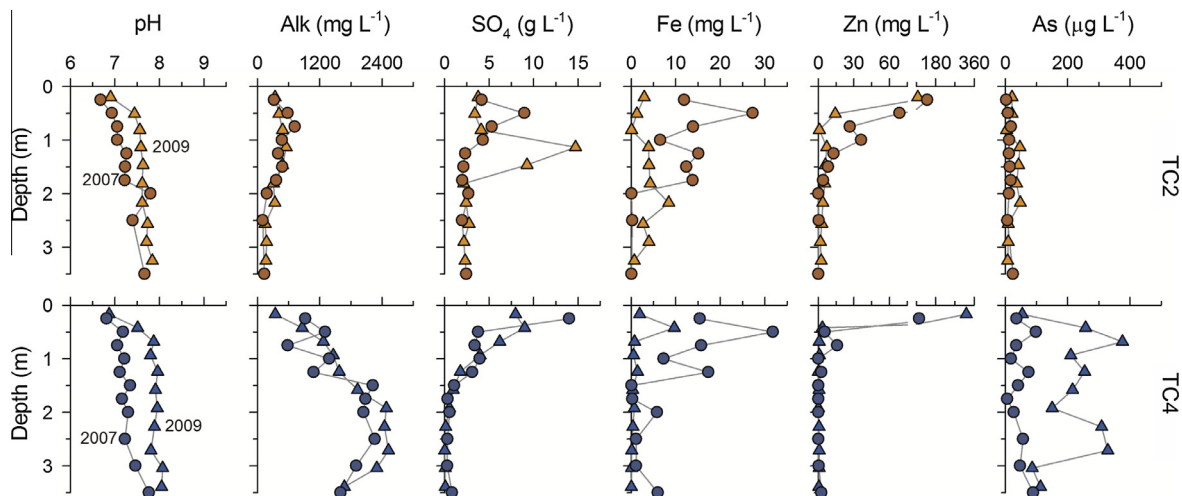 pH Alk (mg L⁻¹) SO₄ (g L⁻¹) Fe (mg L⁻¹) Zn (mg L⁻¹) As (µg L⁻¹)
6 7 8 9 0 1200 2400 0 5 10 15 0 10 20 30 0 30 60 180 360 0 200 400
0
1
2
3
Depth (m)
2009
2007
TC2
0
1
2
3
Depth (m)
2007
2009
TC4